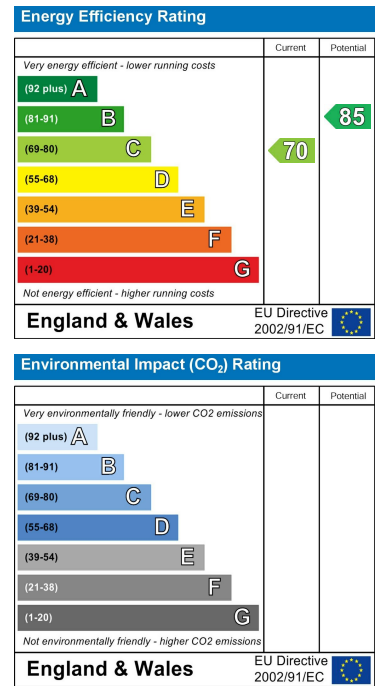 Energy Efficiency Rating
Current Potential
Very energy efficient - lower running costs
(92 plus) A
(81-91) B
85
(69-80) C
70
(55-68) D
(39-54) E
(21-38) F
(1-20) G
Not energy efficient - higher running costs
England & Wales
EU Directive
2002/91/EC
Environmental Impact (CO2) Rating
Current Potential
Very environmentally friendly - lower CO2 emissions
(92 plus) A
(81-91) B
(69-80) C
(55-68) D
(39-54) E
(21-38) F
(1-20) G
Not environmentally friendly - higher CO2 emissions
England & Wales
EU Directive
2002/91/EC